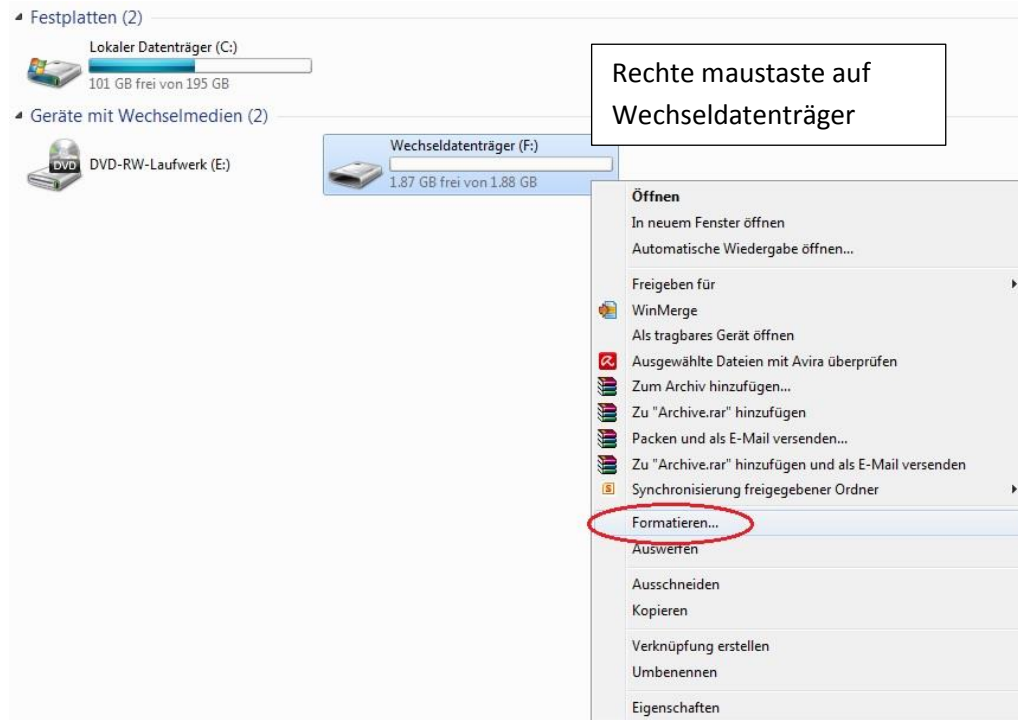 Festplatten (2)
Lokaler Datenträger (C:)
101 GB frei von 195 GB
Geräte mit Wechselmedien (2)
DVD
DVD-RW-Laufwerk (E:)
Wechseldatenträger (F:)
1.87 GB frei von 1.88 GB
Rechte maustaste auf
Wechseldatenträger
Öffnen
In neuem Fenster öffnen
Automatische Wiedergabe öffnen...
Freigeben für
WinMerge
Als tragbares Gerät öffnen
Ausgewählte Dateien mit Avira überprüfen
Zum Archiv hinzufügen...
Zu "Archive.rar" hinzufügen
Packen und als E-Mail versenden...
Zu "Archive.rar" hinzufügen und als E-Mail versenden
S
Synchronisierung freigegebener Ordner
Formatieren...
Auswerfen
Ausschneiden
Kopieren
Verknüpfung erstellen
Umbenennen
Eigenschaften